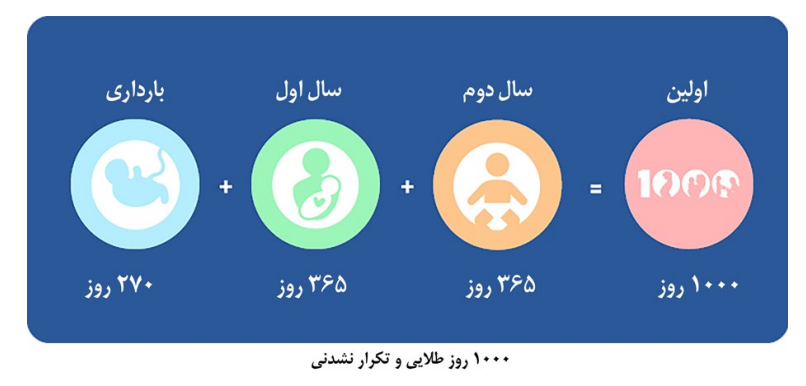 بارداری
سال اول
سال دوم
اولین
+
+
=
1000
۲۷۰ روز
۳۶۵ روز
۳۶۵ روز
۱۰۰۰ روز
۱۰۰۰ روز طلایی و تکرار نشدنی